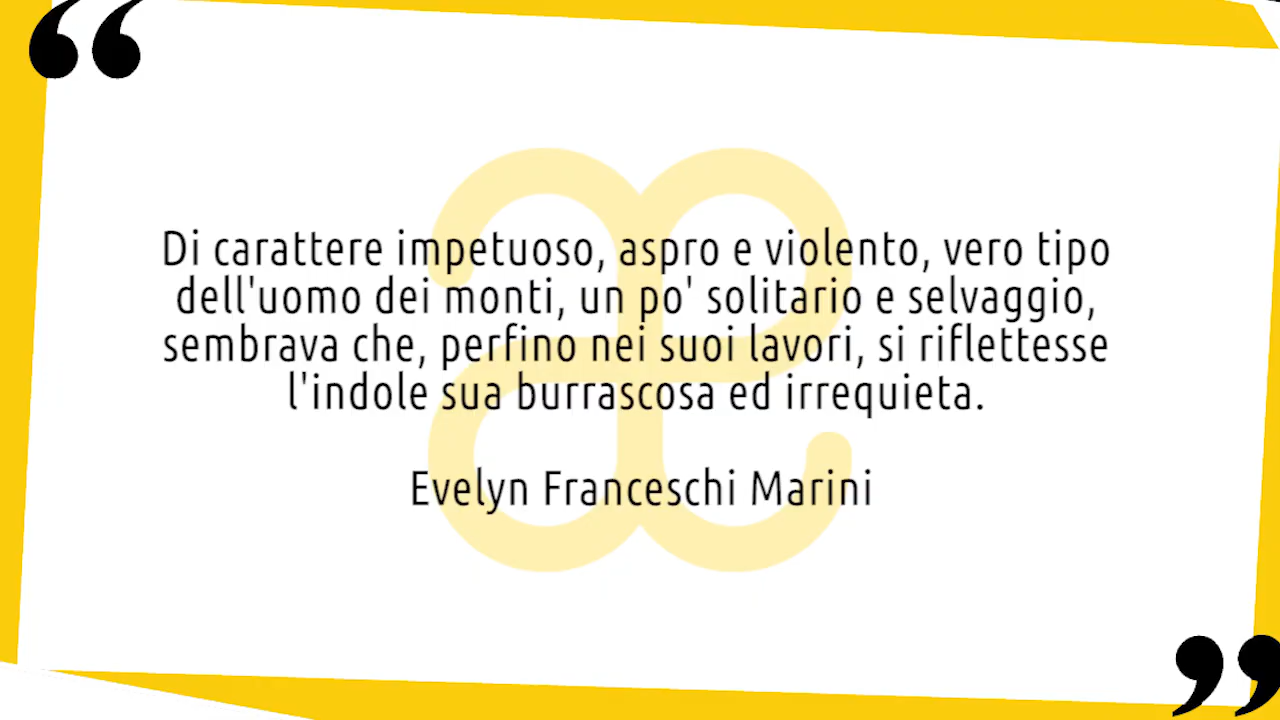 Di carattere impetuoso, aspro e violento, vero tipo
dell'uomo dei monti, un po' solitario e selvaggio,
sembrava che, perfino nei suoi lavori, si riflettesse
l'indole sua burrascosa ed irrequieta.
Evelyn Franceschi Marini